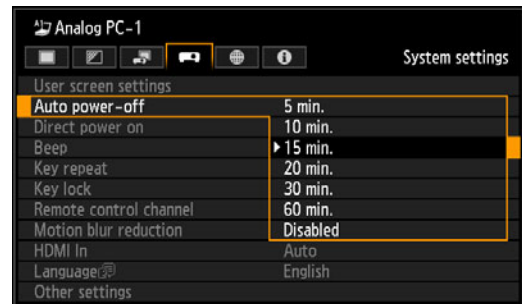 Analog PC-1
System settings
User screen settings
Auto power-off 5 min.
Direct power on 10 min.
Beep 15 min.
Key repeat 20 min.
Key lock 30 min.
Remote control channel 60 min.
Motion blur reduction Disabled
HDMI In Auto
Language English
Other settings